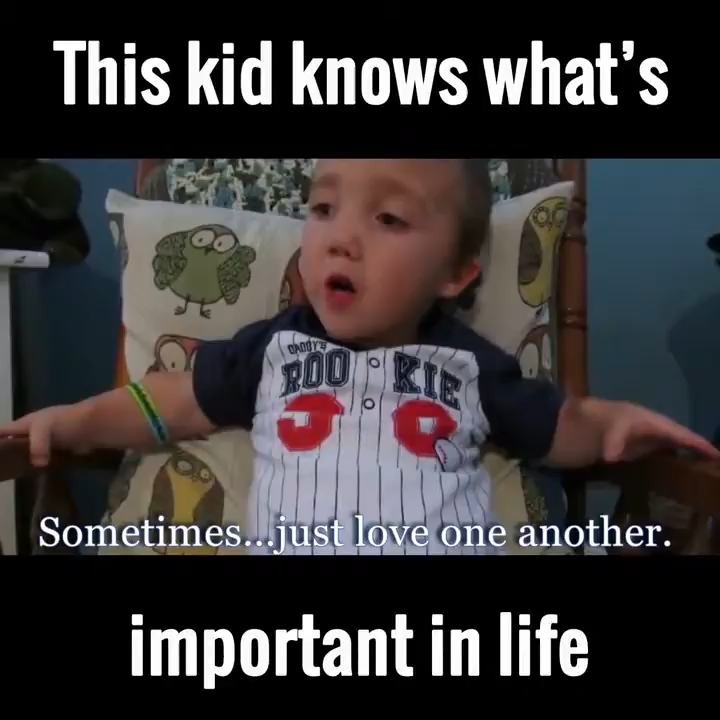 This kid knows what's
DADDY'S
ROO KIE
Sometimes...just love one another.
important in life